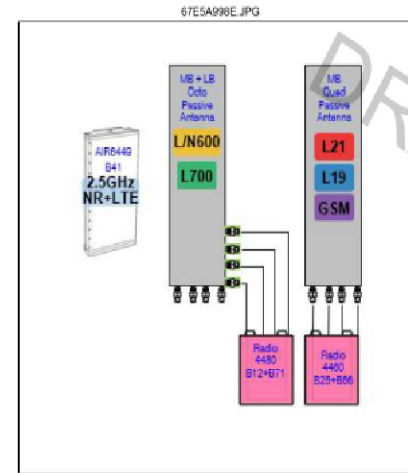 67E5A998E.JPG
MB + LB
Octo
Passive
Antenna
L/N600
L700
MB
Quad
Passive
Antenna
L21
L19
GSM
AIR6449
B41
2.5GHz
NR+LTE
Radio
4480
B12+B71
Radio
4460
B25+B66